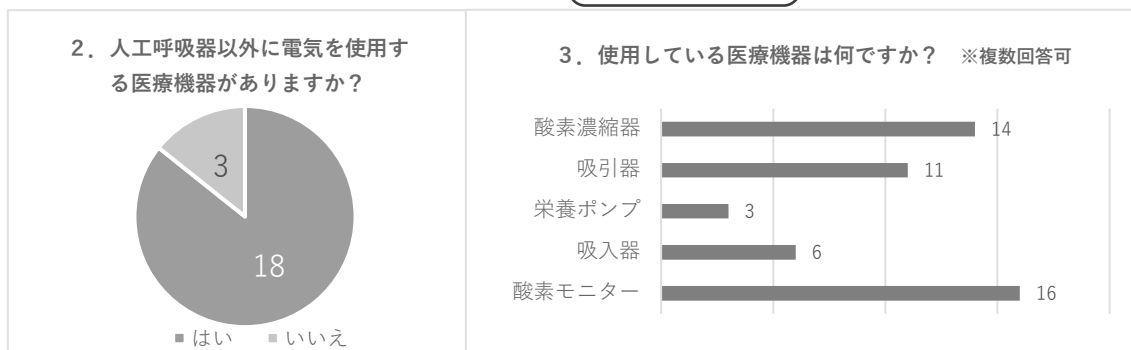 ２．人工呼吸器以外に電気を使用す
る医療機器がありますか？
3
18
はい
いいえ
３．使用している医療機器は何ですか？　※複数回答可
酸素濃縮器 14
吸引器 11
栄養ポンプ 3
吸入器 6
酸素モニター 16